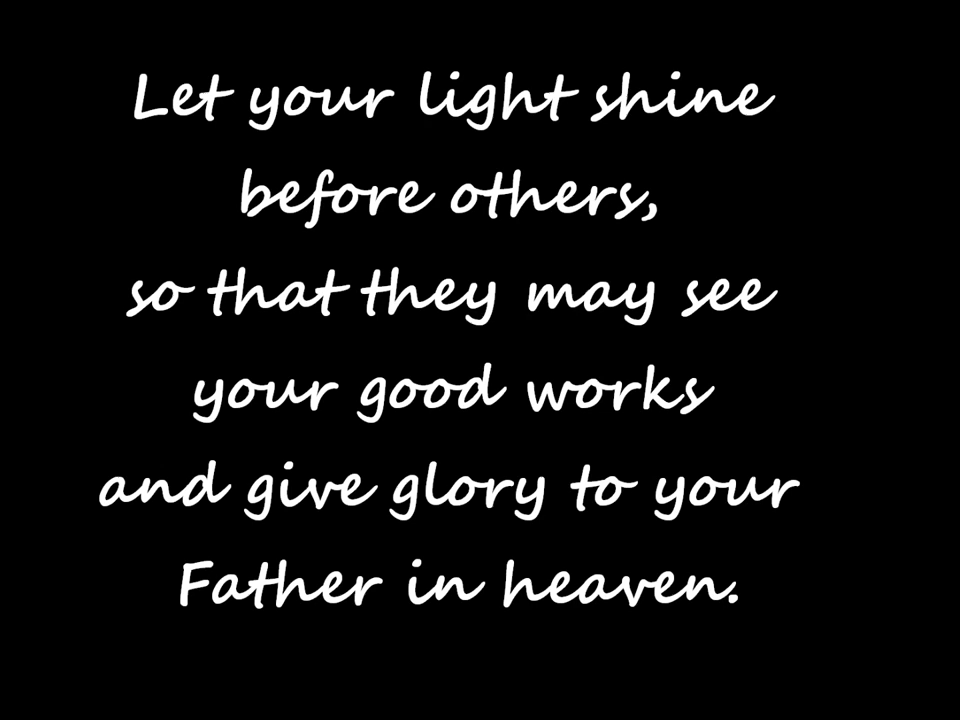 Let your light shine
before others,
so that they may see
your good works
and give glory to your
Father in heaven.